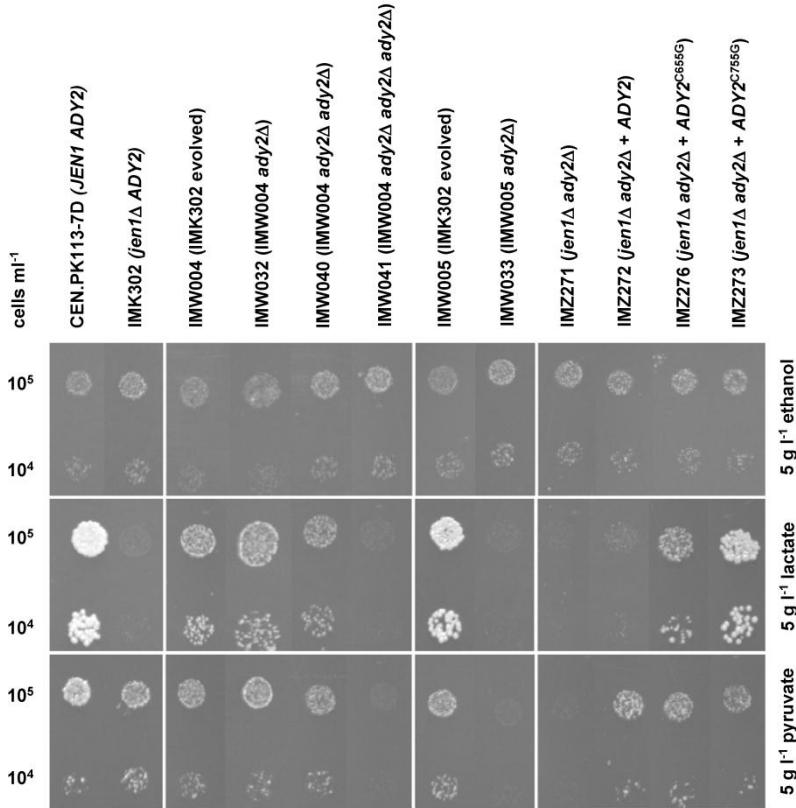 cells ml⁻¹
CEN.PK113-7D (JEN1 ADY2)
IMK302 (jen1Δ ADY2)
IMW004 (IMK302 evolved)
IMW032 (IMW004 ady2Δ)
IMW040 (IMW004 ady2Δ ady2Δ)
IMW041 (IMW004 ady2Δ ady2Δ ady2Δ)
IMW005 (IMK302 evolved)
IMW033 (IMW005 ady2Δ)
IMZ271 (jen1Δ ady2Δ)
IMZ272 (jen1Δ ady2Δ + ADY2)
IMZ276 (jen1Δ ady2Δ + ADY2ᶜ⁶⁵⁵ᴳ)
IMZ273 (jen1Δ ady2Δ + ADY2ᶜ⁷⁵⁵ᴳ)
10⁵
10⁴
5 g l⁻¹ ethanol
10⁵
10⁴
5 g l⁻¹ lactate
10⁵
10⁴
5 g l⁻¹ pyruvate